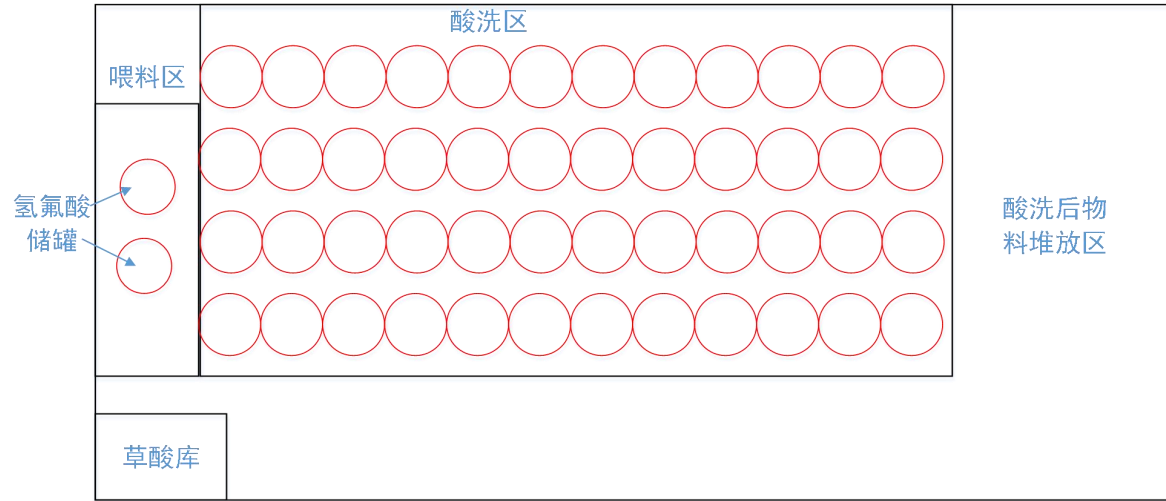 酸洗区
喂料区
氢氟酸
储罐
酸洗后物
料堆放区
草酸库